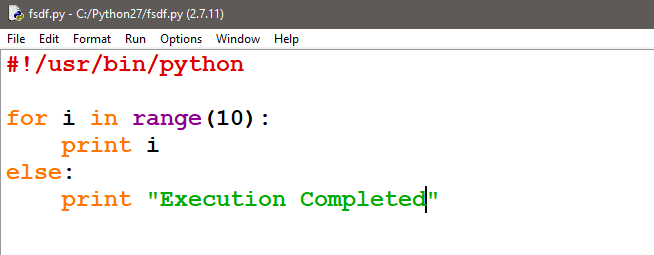 fsdf.py - C:/Python27/fsdf.py (2.7.11)
File Edit Format Run Options Window Help
#!/usr/bin/python

for i in range(10):
    print i
else:
    print "Execution Completed"